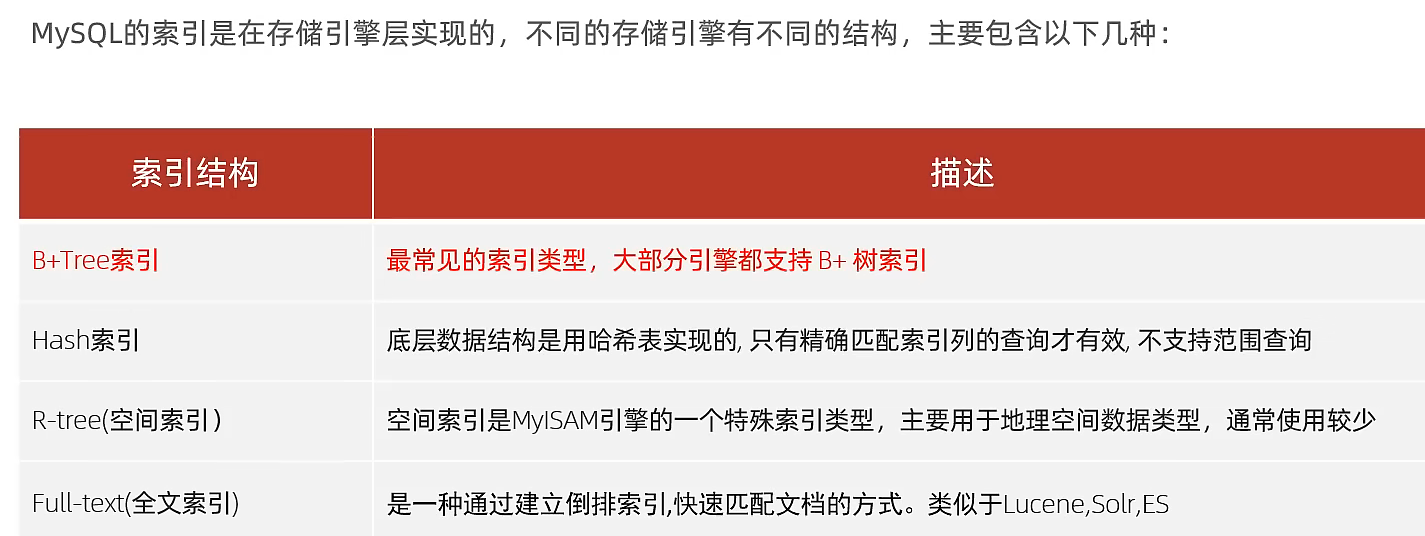 MySQL的索引是在存储引擎层实现的，不同的存储引擎有不同的结构，主要包含以下几种：
索引结构 描述
B+Tree索引 最常见的索引类型，大部分引擎都支持 B+ 树索引
Hash索引 底层数据结构是用哈希表实现的, 只有精确匹配索引列的查询才有效, 不支持范围查询
R-tree(空间索引） 空间索引是MyISAM引擎的一个特殊索引类型，主要用于地理空间数据类型，通常使用较少
Full-text(全文索引) 是一种通过建立倒排索引,快速匹配文档的方式。类似于Lucene,Solr,ES